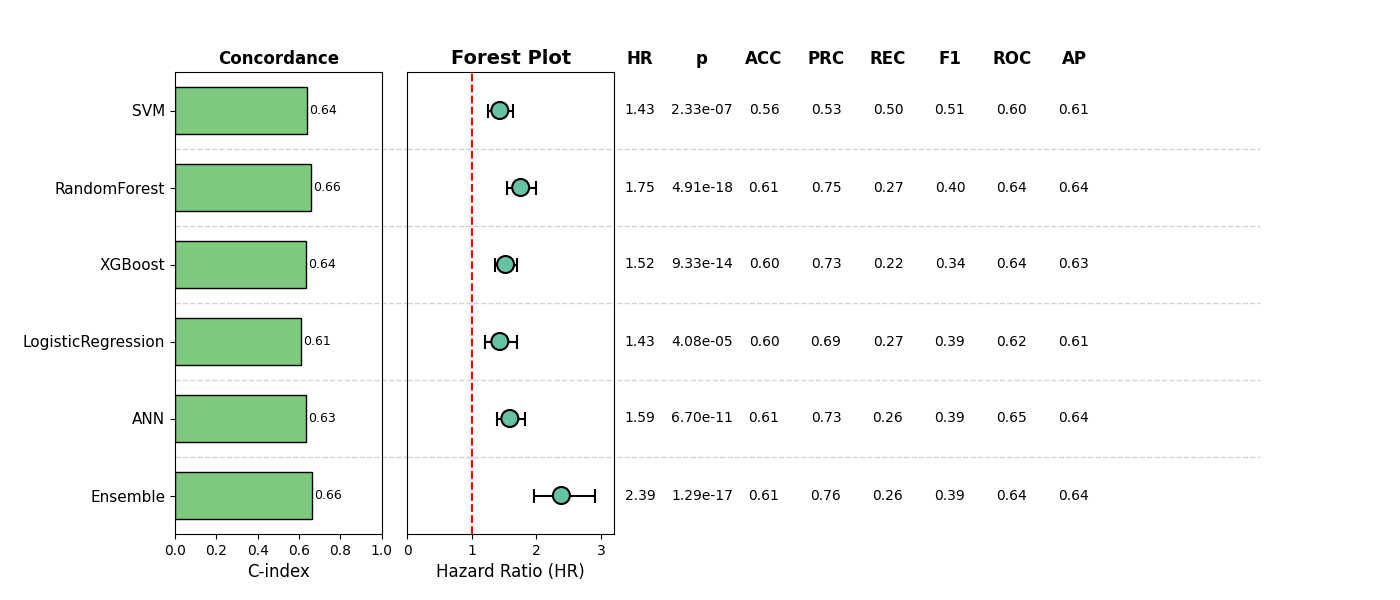 Concordance Forest Plot HR p ACC PRC REC F1 ROC AP
SVM 0.64 1.43 2.33e-07 0.56 0.53 0.50 0.51 0.60 0.61
RandomForest 0.66 1.75 4.91e-18 0.61 0.75 0.27 0.40 0.64 0.64
XGBoost 0.64 1.52 9.33e-14 0.60 0.73 0.22 0.34 0.64 0.63
LogisticRegression 0.61 1.43 4.08e-05 0.60 0.69 0.27 0.39 0.62 0.61
ANN 0.63 1.59 6.70e-11 0.61 0.73 0.26 0.39 0.65 0.64
Ensemble 0.66 2.39 1.29e-17 0.61 0.76 0.26 0.39 0.64 0.64
0.0 0.2 0.4 0.6 0.8 1.0 0 1 2 3
C-index Hazard Ratio (HR)